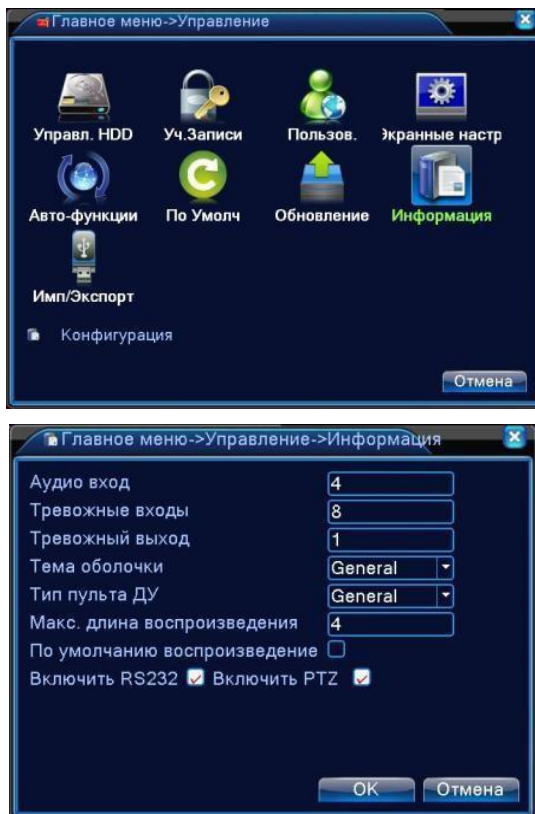 Главное меню->Управление
Управл. HDD Уч.Записи Пользов. Экранные настр
Авто-функции По Умолч Обновление Информация
Имп/Экспорт
Конфигурация
Отмена
Главное меню->Управление->Информация
Аудио вход 4
Тревожные входы 8
Тревожный выход 1
Тема оболочки General
Тип пульта ДУ General
Макс. длина воспроизведения 4
По умолчанию воспроизведение
Включить RS232 Включить PTZ
OK Отмена